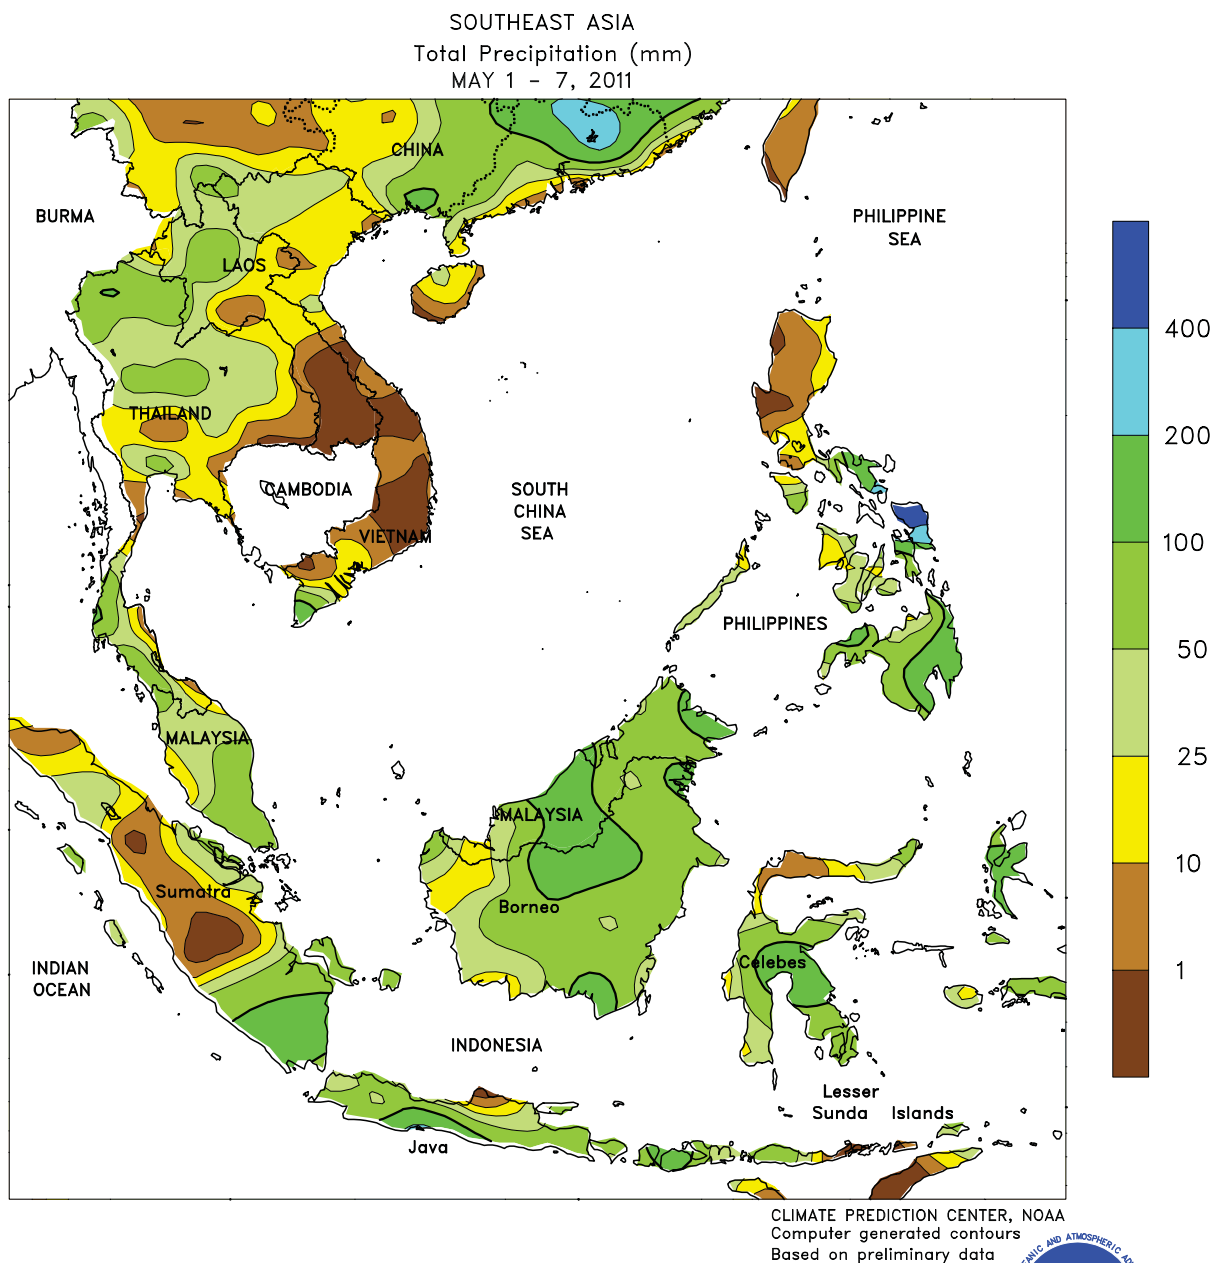 SOUTHEAST ASIA
Total Precipitation (mm)
MAY 1 - 7, 2011
CHINA
BURMA
PHILIPPINE
SEA
LAOS
400
THAILAND
200
CAMBODIA
SOUTH
CHINA
SEA
VIETNAM
100
PHILIPPINES
50
MALAYSIA
25
MALAYSIA
10
Sumatra
Borneo
Celebes
INDIAN
OCEAN
1
INDONESIA
Lesser
Sunda Islands
Java
CLIMATE PREDICTION CENTER, NOAA
Computer generated contours
Based on preliminary data
AND ATMOSPHERIC